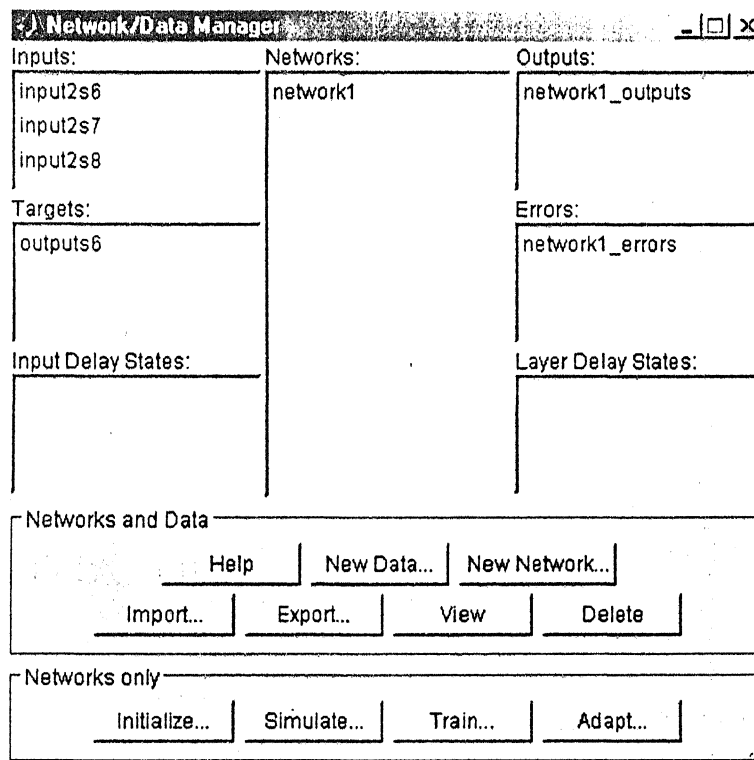 Network/Data Manager
Inputs:
input2s6
input2s7
input2s8
Networks:
network1
Outputs:
network1_outputs
Targets:
outputs6
Errors:
network1_errors
Input Delay States:
Layer Delay States:
Networks and Data
Help New Data... New Network...
Import... Export... View Delete
Networks only
Initialize... Simulate... Train... Adapt...